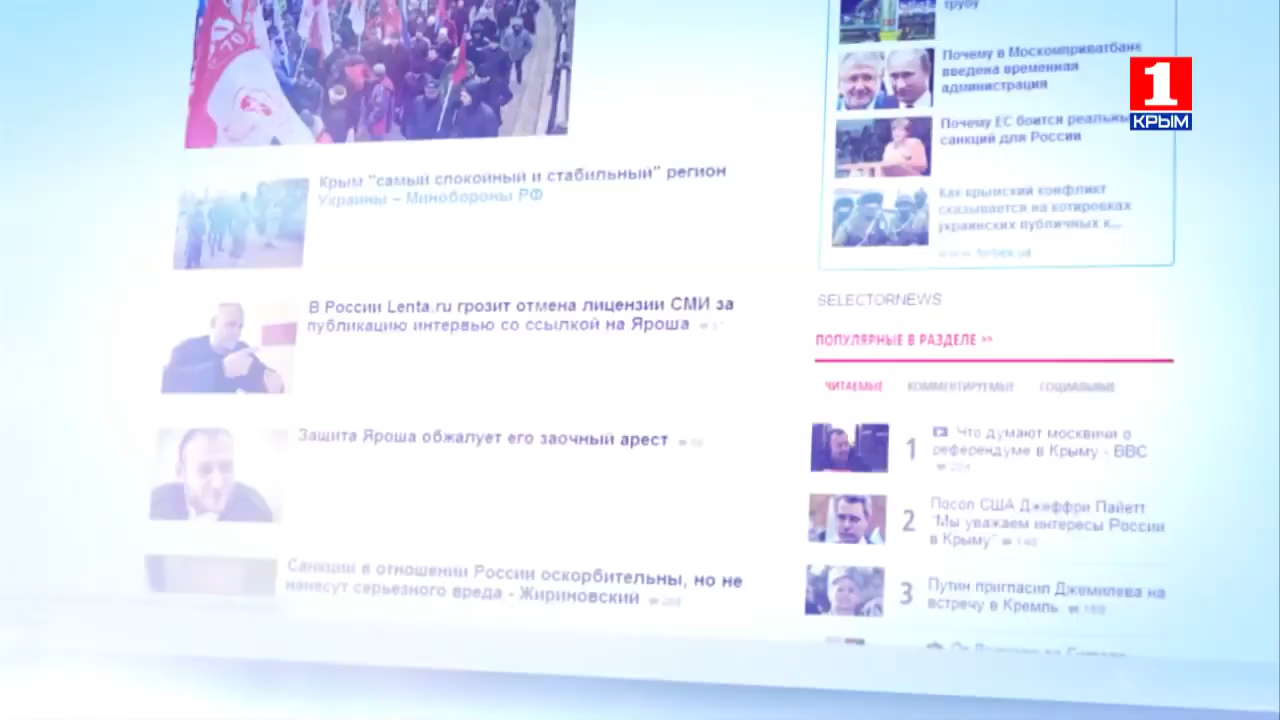 трубу
Почему в Москомприватбанк
введена временная
администрация
1
КРЫМ
Почему ЕС боится реальн
санкций для России
Как крымский конфликт
сказывается на котировках
украинских публичных к...
Крым "самый спокойный и стабильный" регион
Украины – Минобороны РФ
В России Lenta.ru грозит отмена лицензии СМИ за
публикацию интервью со ссылкой на Яроша
Защита Яроша обжалует его заочный арест
Санкции в отношении России оскорбительны, но не
нанесут серьезного вреда - Жириновский
SELECTORNEWS
ПОПУЛЯРНЫЕ В РАЗДЕЛЕ >>
ЧИТАЕМЫЕ КОММЕНТИРУЕМЫЕ СОЦИАЛЬНЫЕ
1 Что думают москвичи о
референдуме в Крыму - BBC
2 Посол США Джеффри Пайетт
"Мы уважаем интересы России
в Крыму"
3 Путин пригласил Джемилева на
встречу в Кремль